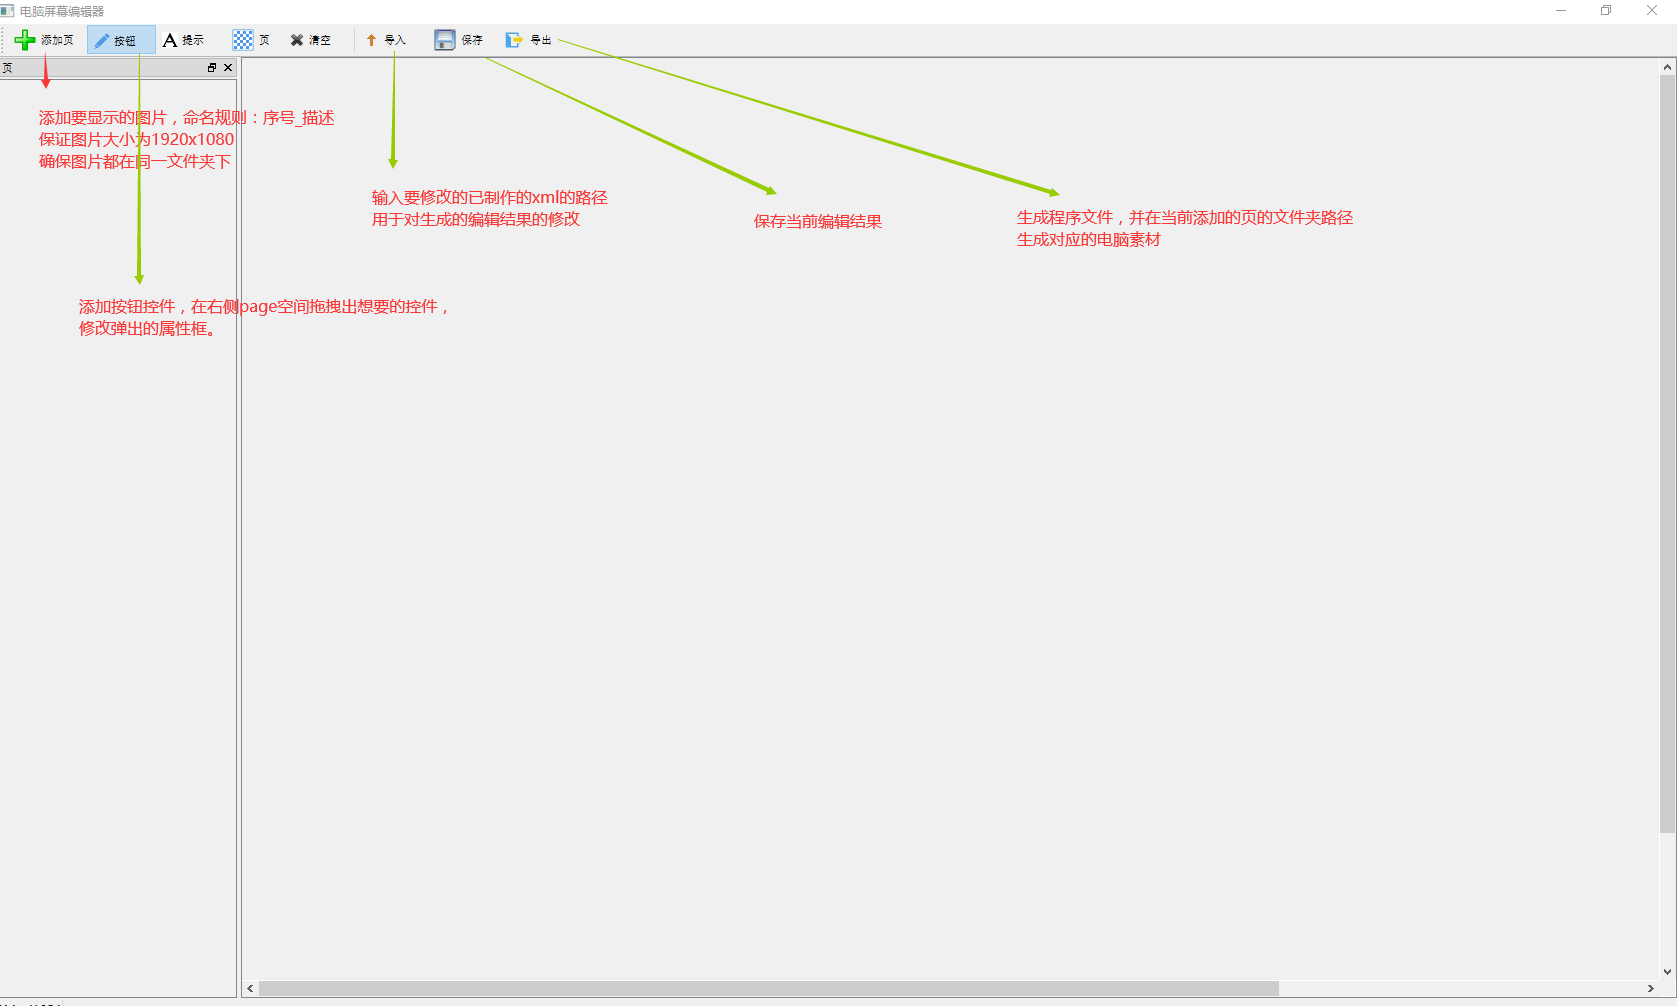 电脑屏幕编辑器
添加页 按钮 A 提示 页 清空 导入 保存 导出
页
添加要显示的图片，命名规则：序号_描述
保证图片大小为1920x1080
确保图片都在同一文件夹下
输入要修改的已制作的xml的路径
用于对生成的编辑结果的修改
保存当前编辑结果
生成程序文件，并在当前添加的页的文件夹路径
生成对应的电脑素材
添加按钮控件，在右侧page空间拖拽出想要的控件，
修改弹出的属性框。